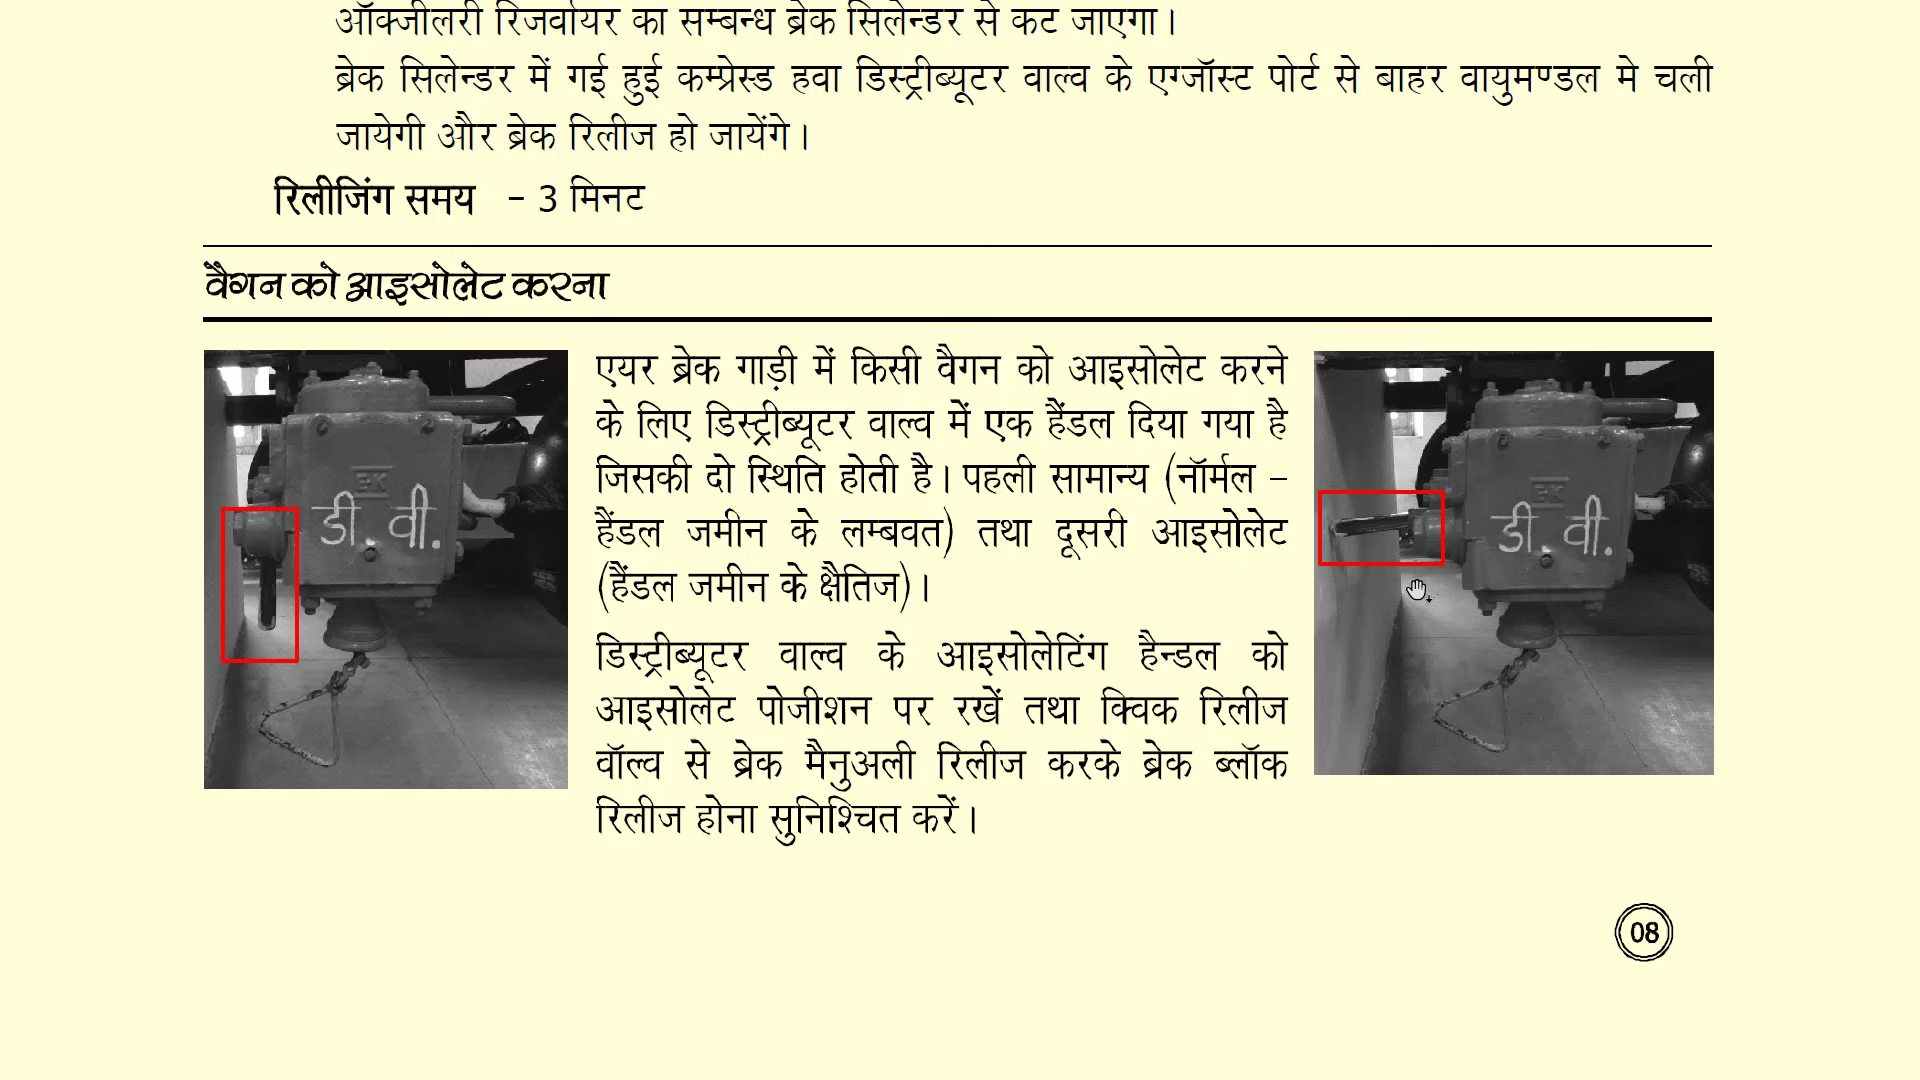 ऑक्जीलरी रिजर्वायर का सम्बन्ध ब्रेक सिलेन्डर से कट जाएगा।
ब्रेक सिलेन्डर में गई हुई कम्प्रेस्ड हवा डिस्ट्रीब्यूटर वाल्व के एग्जॉस्ट पोर्ट से बाहर वायुमण्डल मे चली
जायेगी और ब्रेक रिलीज हो जायेंगे।
रिलीजिंग समय – 3 मिनट
वैगन को आइसोलेट करना
एयर ब्रेक गाड़ी में किसी वैगन को आइसोलेट करने
के लिए डिस्ट्रीब्यूटर वाल्व में एक हैंडल दिया गया है
जिसकी दो स्थिति होती है। पहली सामान्य (नॉर्मल –
हैंडल जमीन के लम्बवत) तथा दूसरी आइसोलेट
(हैंडल जमीन के क्षैतिज)।
डिस्ट्रीब्यूटर वाल्व के आइसोलेटिंग हैन्डल को
आइसोलेट पोजीशन पर रखें तथा क्विक रिलीज
वॉल्व से ब्रेक मैनुअली रिलीज करके ब्रेक ब्लॉक
रिलीज होना सुनिश्चित करें।
डी. वी.
डी. वी.
08